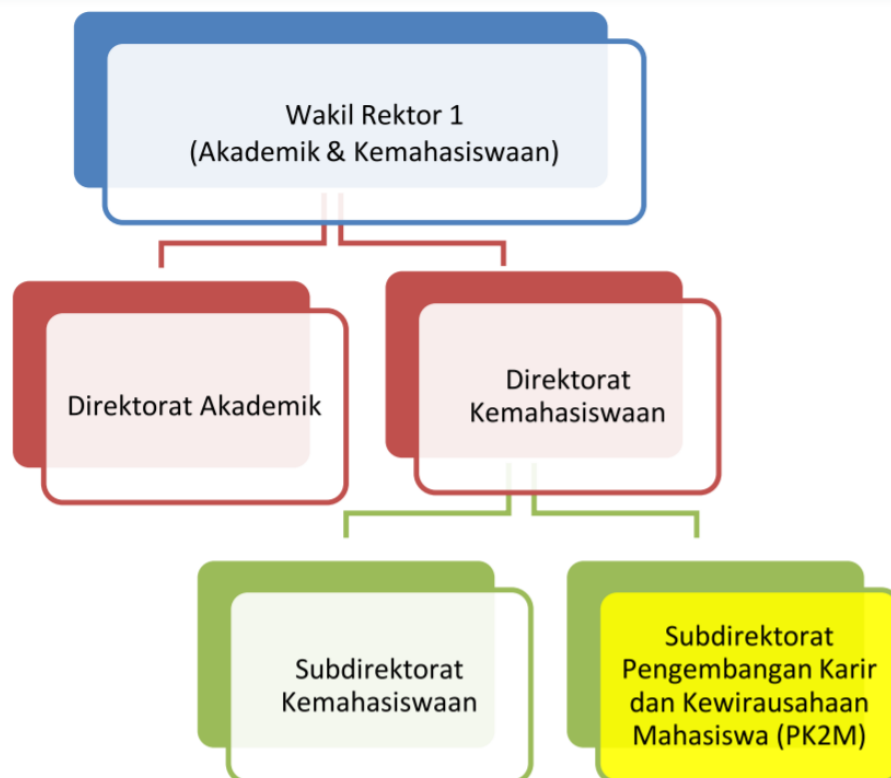 Wakil Rektor 1
(Akademik & Kemahasiswaan)
Direktorat Akademik
Direktorat
Kemahasiswaan
Subdirektorat
Kemahasiswaan
Subdirektorat
Pengembangan Karir
dan Kewirausahaan
Mahasiswa (PK2M)